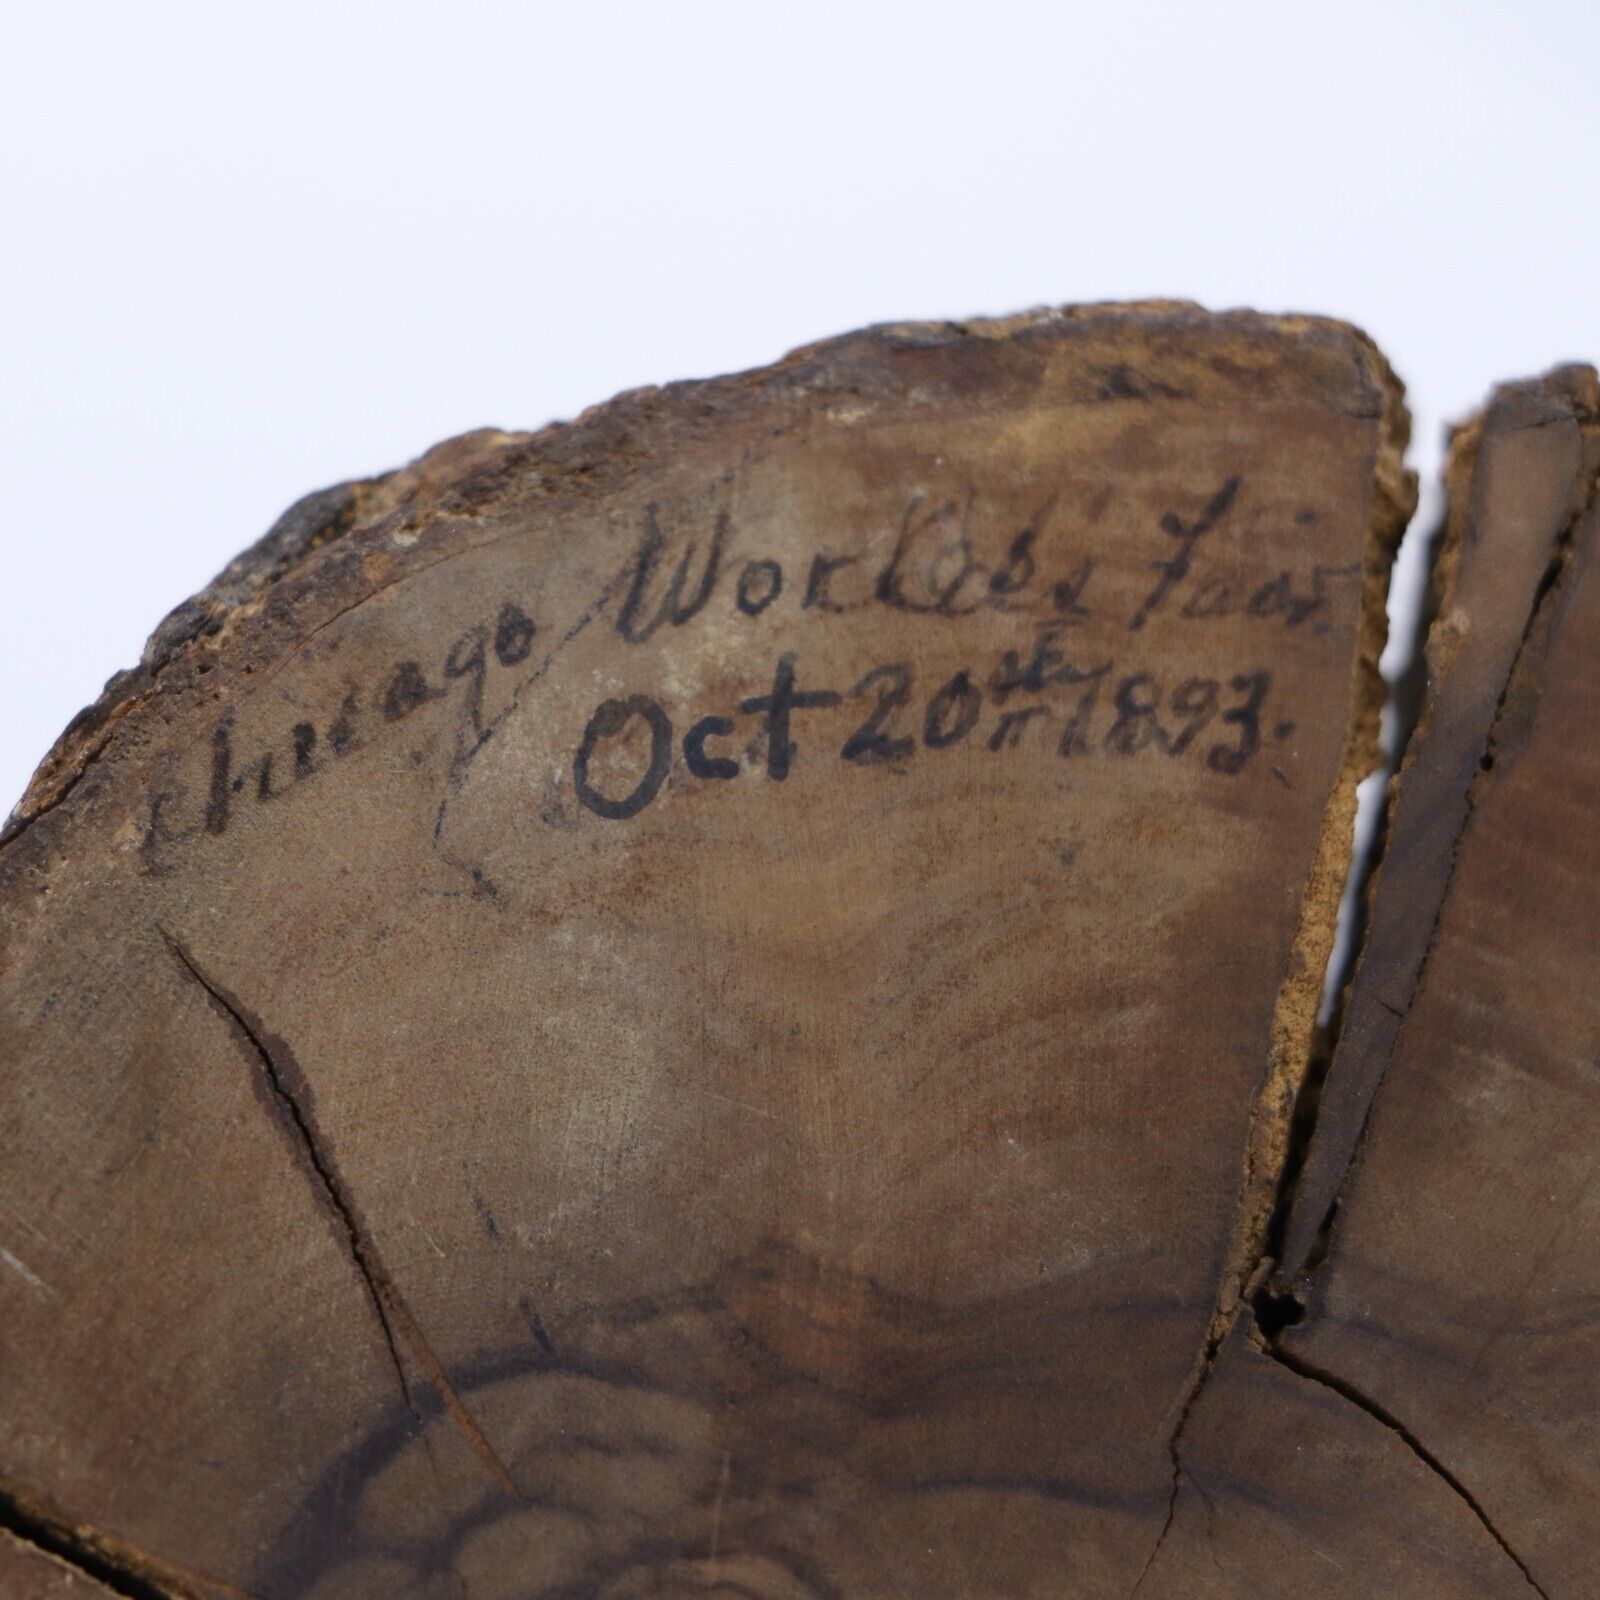 Chicago World's Fair.
Oct 20th 1893.